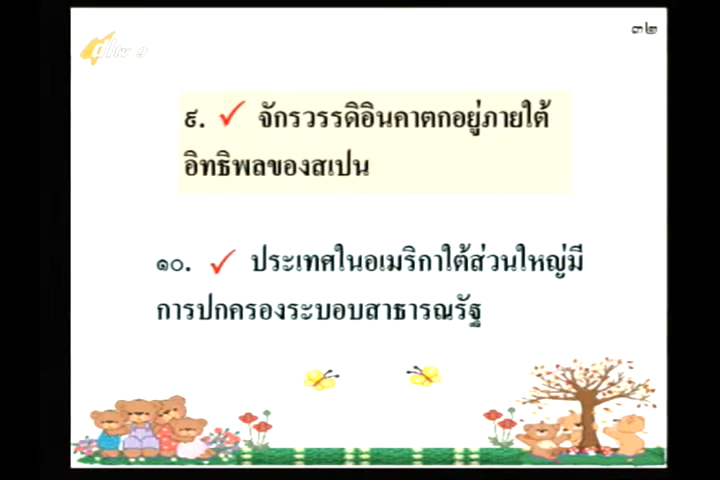 ๓๒
๙. ✓ จักรวรรดิอินคาตกอยู่ภายใต้
อิทธิพลของสเปน
๑๐. ✓ ประเทศในอเมริกาใต้ส่วนใหญ่มี
การปกครองระบอบสาธารณรัฐ